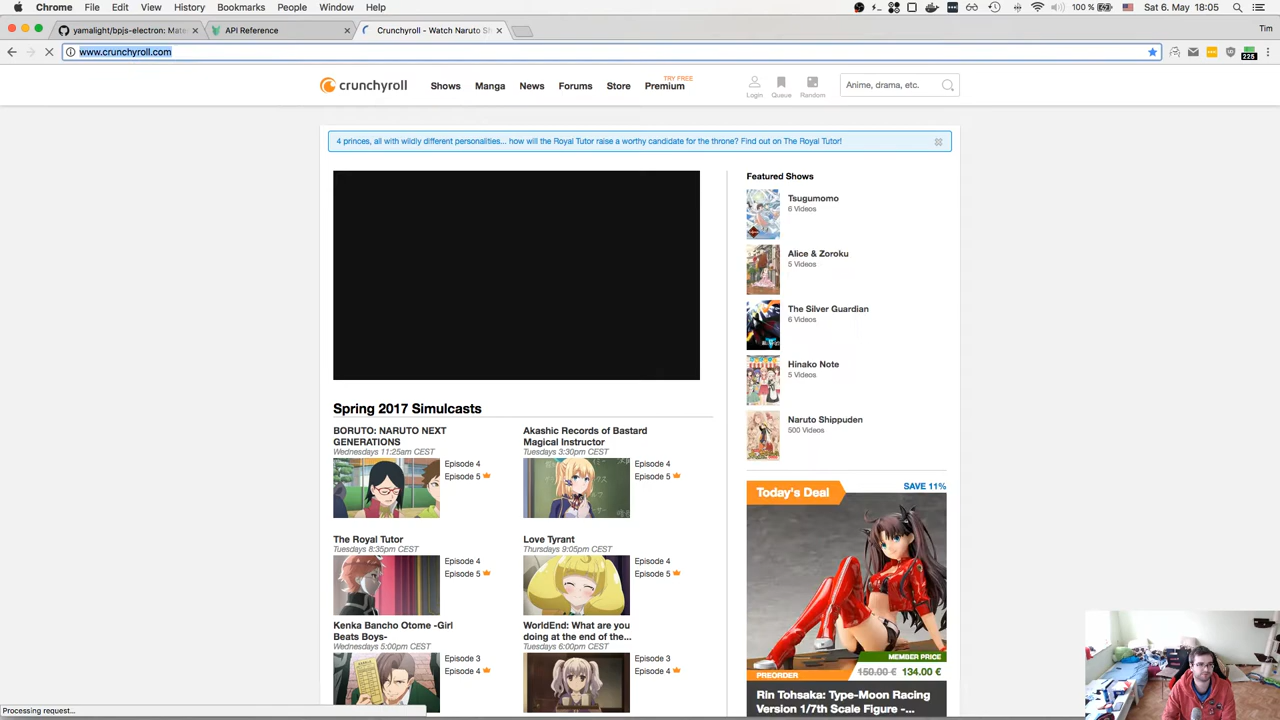 Chrome File Edit View History Bookmarks People Window Help
100 % Sat 6. May 18:05
yamalight/bpjs-electron: Mate
API Reference
Crunchyroll - Watch Naruto S
Tim
www.crunchyroll.com
225
crunchyroll
Shows Manga News Forums Store Premium
TRY FREE
Login Queue Random
Anime, drama, etc.
4 princes, all with wildly different personalities... how will the Royal Tutor raise a worthy candidate for the throne? Find out on The Royal Tutor!
Featured Shows
Tsugumomo
6 Videos
Alice & Zoroku
5 Videos
The Silver Guardian
6 Videos
Hinako Note
5 Videos
Naruto Shippuden
500 Videos
Spring 2017 Simulcasts
BORUTO: NARUTO NEXT
GENERATIONS
Wednesdays 11:25am CEST
Episode 4
Episode 5
Akashic Records of Bastard
Magical Instructor
Tuesdays 3:30pm CEST
Episode 4
Episode 5
The Royal Tutor
Tuesdays 8:35pm CEST
Episode 4
Episode 5
Love Tyrant
Thursdays 9:05pm CEST
Episode 4
Episode 5
Kenka Bancho Otome -Girl
Beats Boys-
Wednesdays 5:00pm CEST
Episode 3
Episode 4
WorldEnd: What are you
doing at the end of the...
Tuesdays 6:00pm CEST
Episode 3
Episode 4
Today's Deal
SAVE 11%
MEMBER PRICE
PREORDER
150.00 € 134.00 €
Rin Tohsaka: Type-Moon Racing
Version 1/7th Scale Figure -...
Processing request...